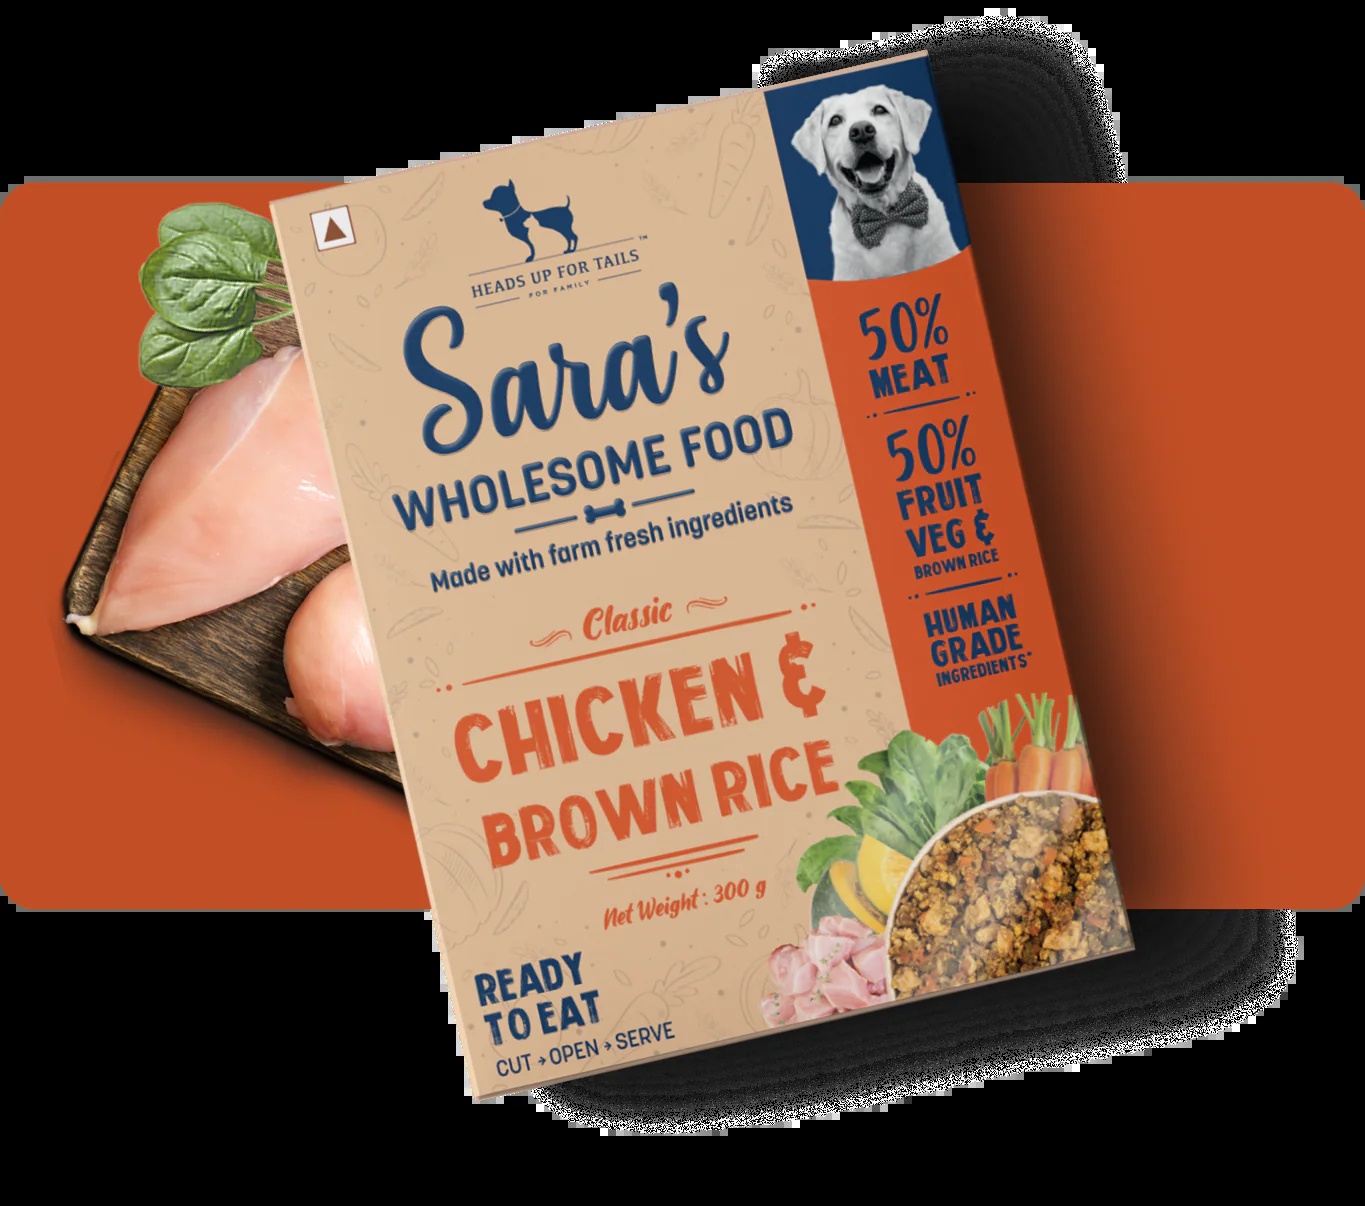 HEADS UP FOR TAILS™
FOR FAMILY
Sara's
WHOLESOME FOOD
Made with farm fresh ingredients
Classic
CHICKEN &
BROWN RICE
Net Weight: 300 g
READY
TO EAT
CUT → OPEN → SERVE
50%
MEAT
50%
FRUIT
VEG &
BROWN RICE
HUMAN
GRADE
INGREDIENTS*